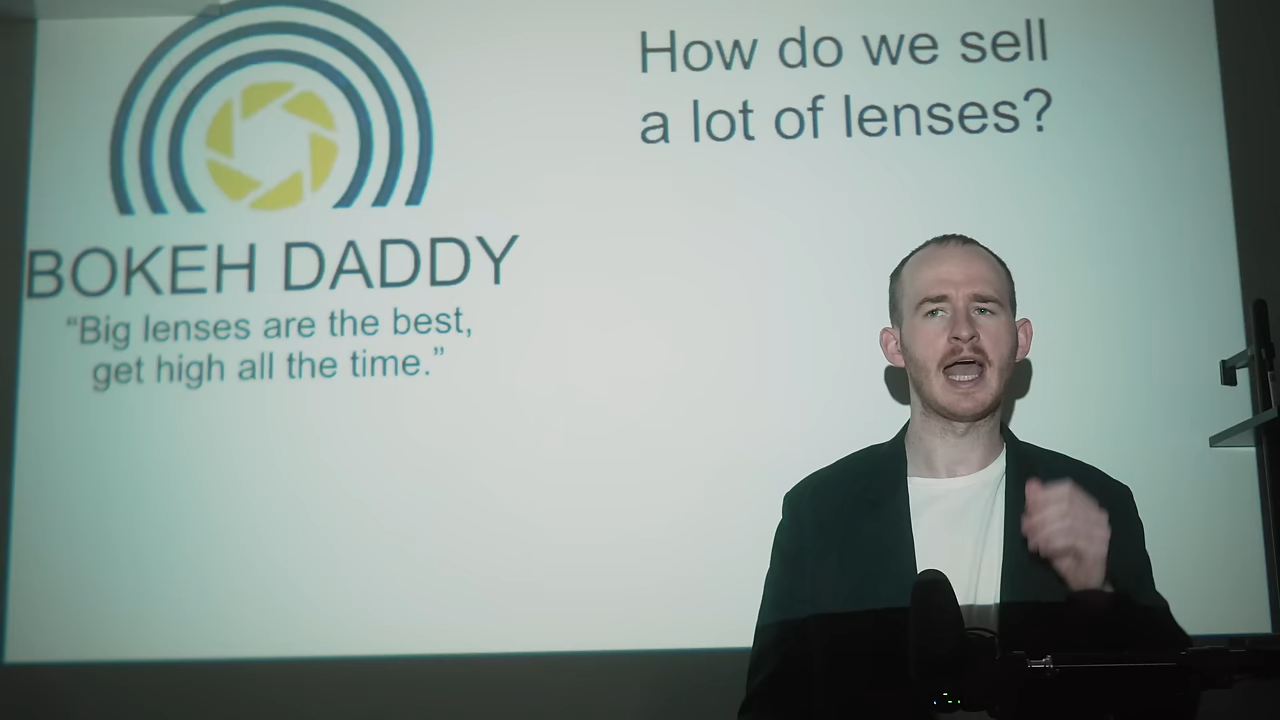 BOKEH DADDY
“Big lenses are the best,
get high all the time.”
How do we sell
a lot of lenses?